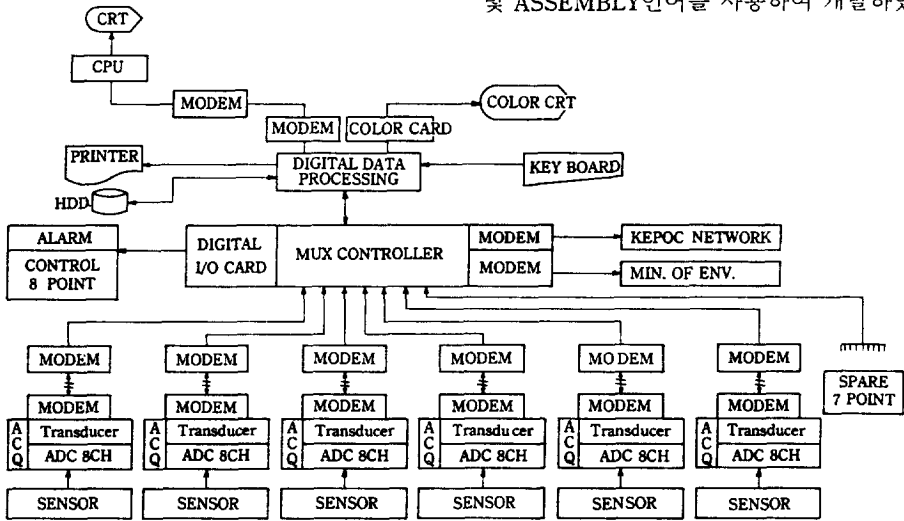 및 ASSEMBLY언어를 사용하여 개발하였
CRT
CPU
MODEM
MODEM
COLOR CARD
COLOR CRT
PRINTER
DIGITAL DATA
PROCESSING
KEY BOARD
HDD
ALARM
CONTROL
8 POINT
DIGITAL
I/O CARD
MUX CONTROLLER
MODEM
MODEM
KEPOC NETWORK
MIN. OF ENV.
MODEM MODEM MODEM MODEM MODEM MODEM
SPARE
7 POINT
MODEM MODEM MODEM MODEM MODEM MODEM
ACQ Transducer ACQ Transducer ACQ Transducer ACQ Transducer ACQ Transducer ACQ Transducer
ADC 8CH ADC 8CH ADC 8CH ADC 8CH ADC 8CH ADC 8CH
SENSOR SENSOR SENSOR SENSOR SENSOR SENSOR